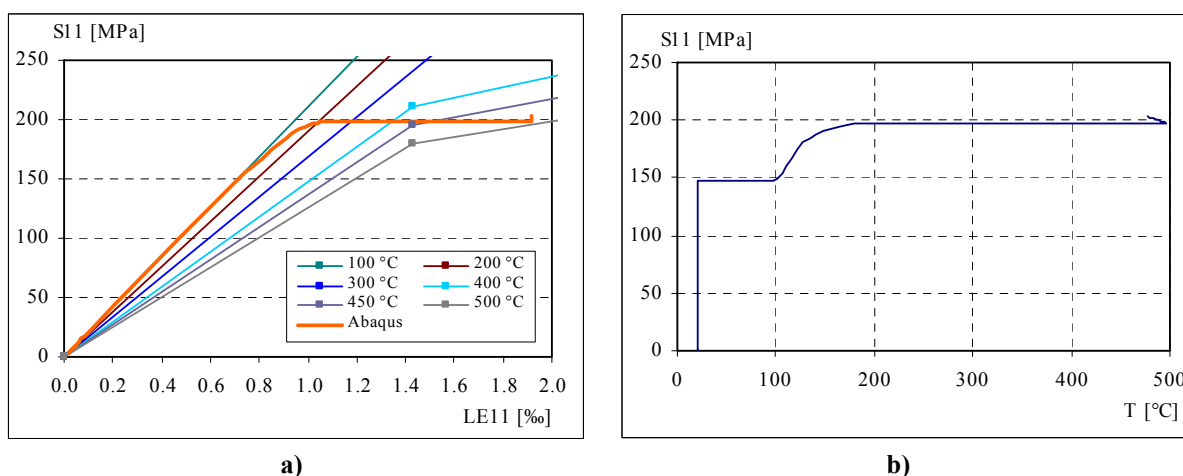 S11 [MPa]
250
200
150
100
50
0
100 °C
200 °C
300 °C
400 °C
450 °C
500 °C
Abaqus
0.0 0.2 0.4 0.6 0.8 1.0 1.2 1.4 1.6 1.8 2.0
LE11 [‰]
a)
S11 [MPa]
250
200
150
100
50
0
0 100 200 300 400 500
T [°C]
b)